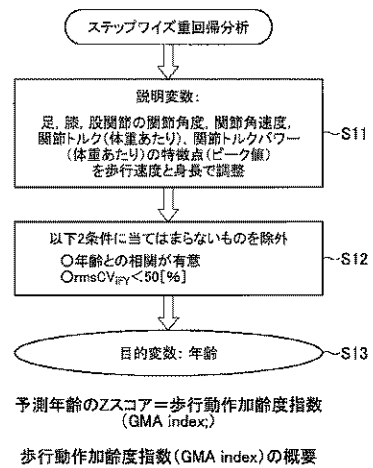 ステップワイズ重回帰分析
説明変数:
足, 膝, 股関節の関節角度, 関節角速度,
関節トルク(体重あたり)、関節トルクパワー
(体重あたり)の特徴点(ピーク値)
を歩行速度と身長で調整
S11
以下2条件に当てはまらないものを除外
○年齢との相関が有意
○rmsCVIFY<50[%]
S12
目的変数: 年齢
S13
予測年齢のZスコア=歩行動作加齢度指数
(GMA index;)
歩行動作加齢度指数(GMA index)の概要